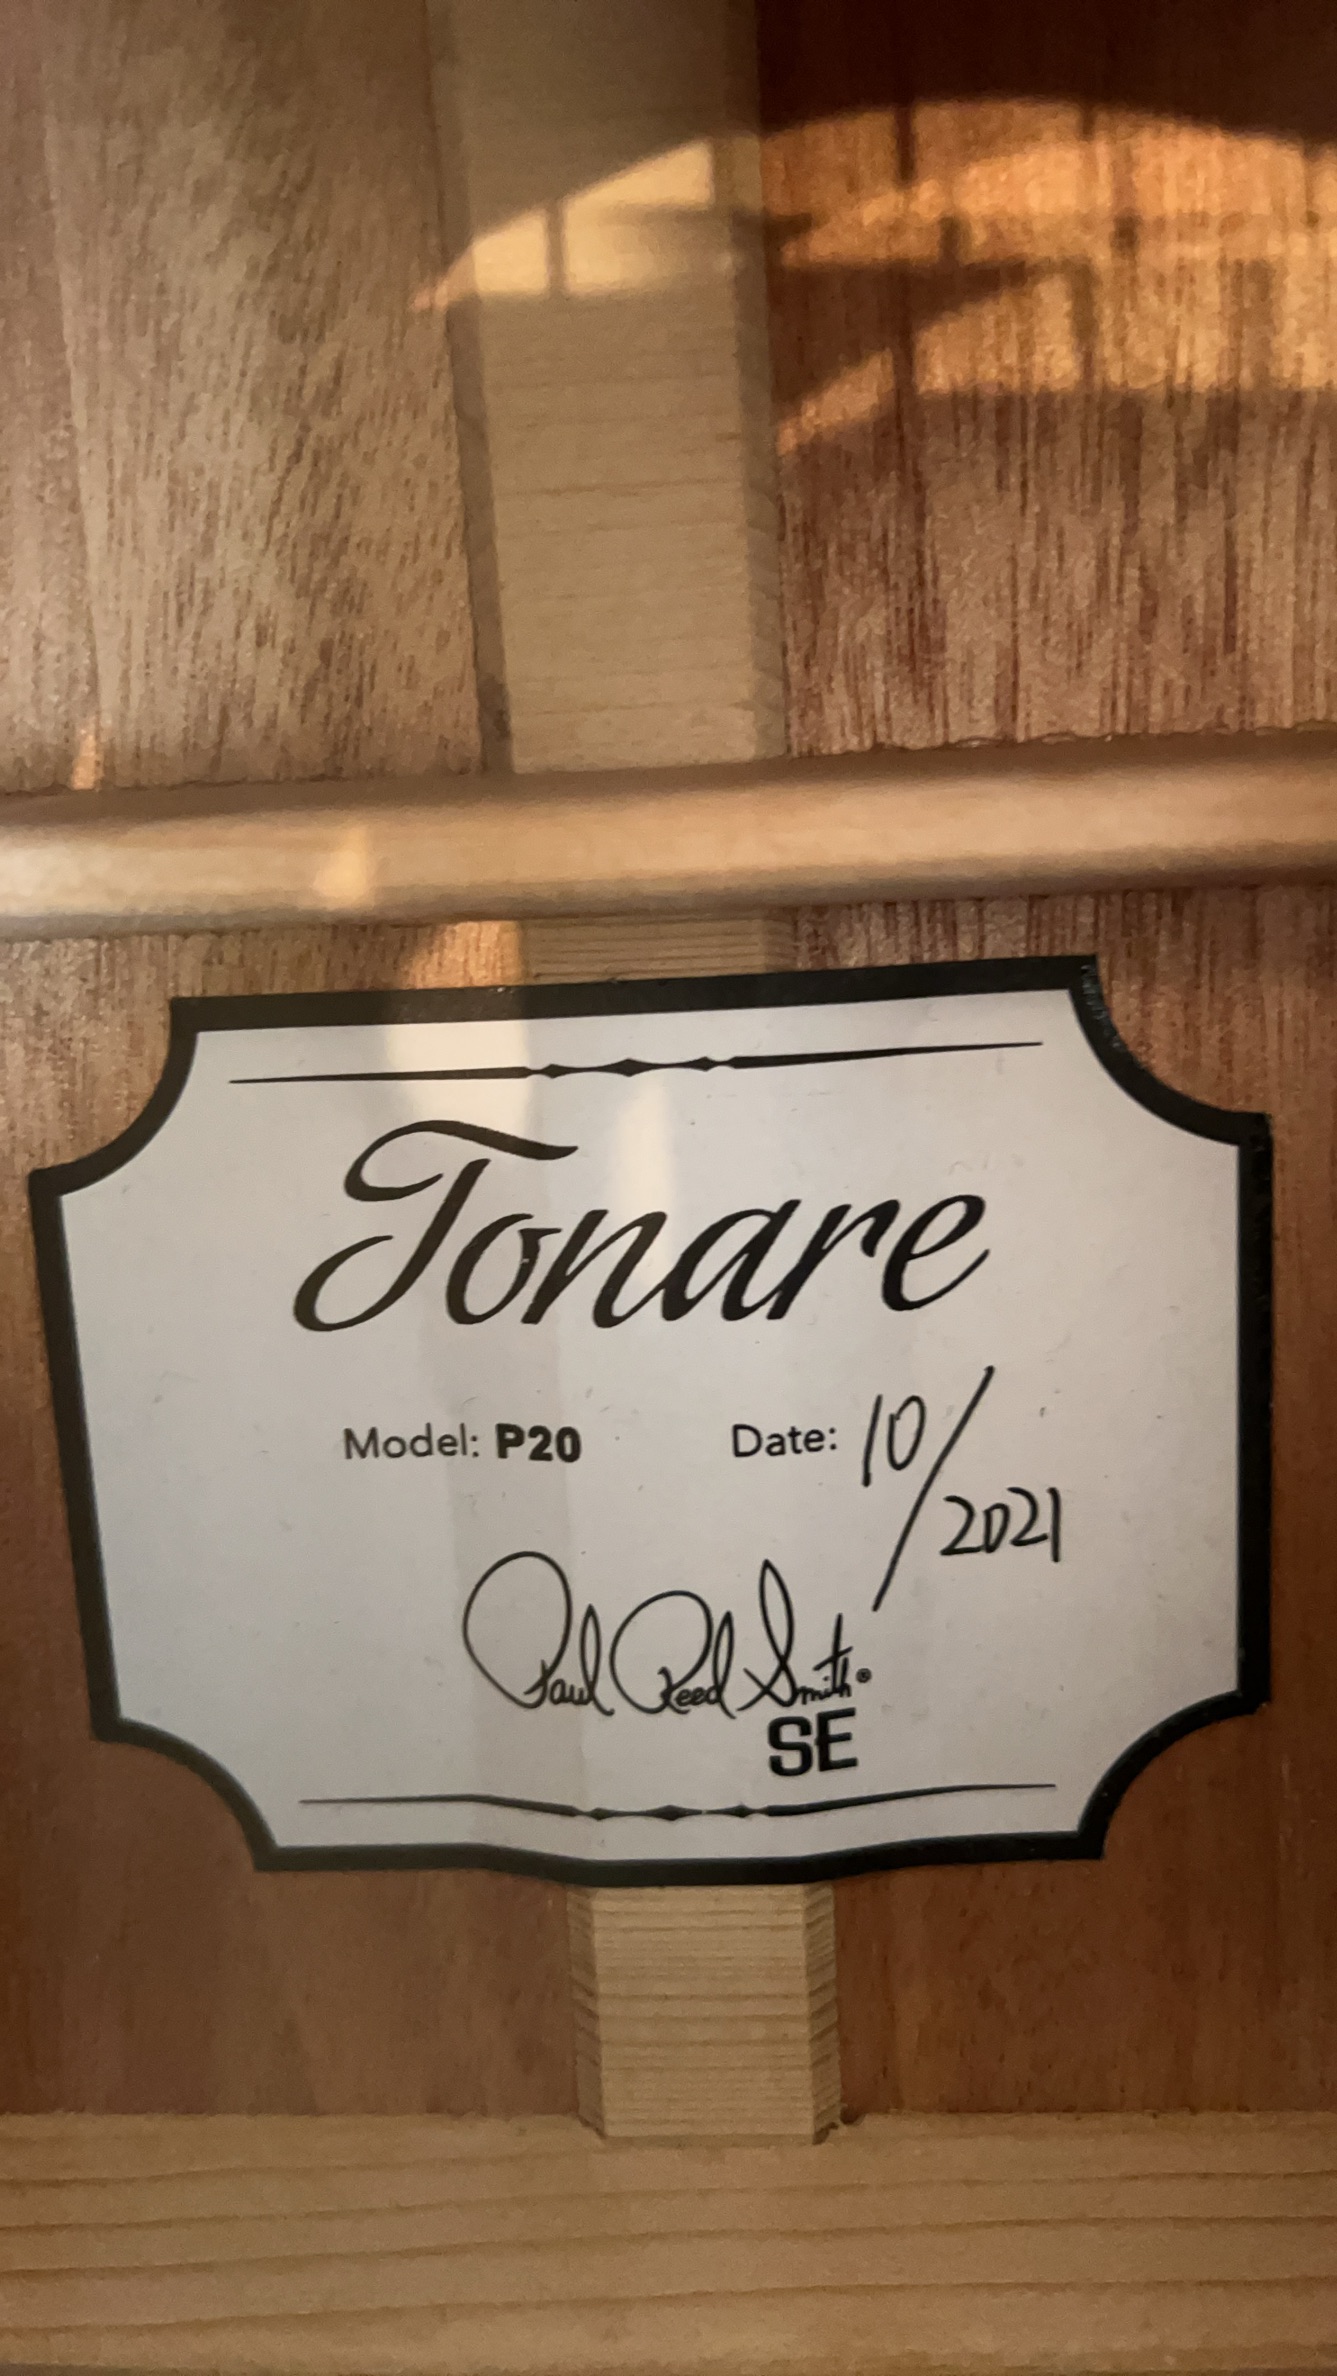 Tonare
Model: P20 Date: 10/2021
Paul Reed Smith®
SE